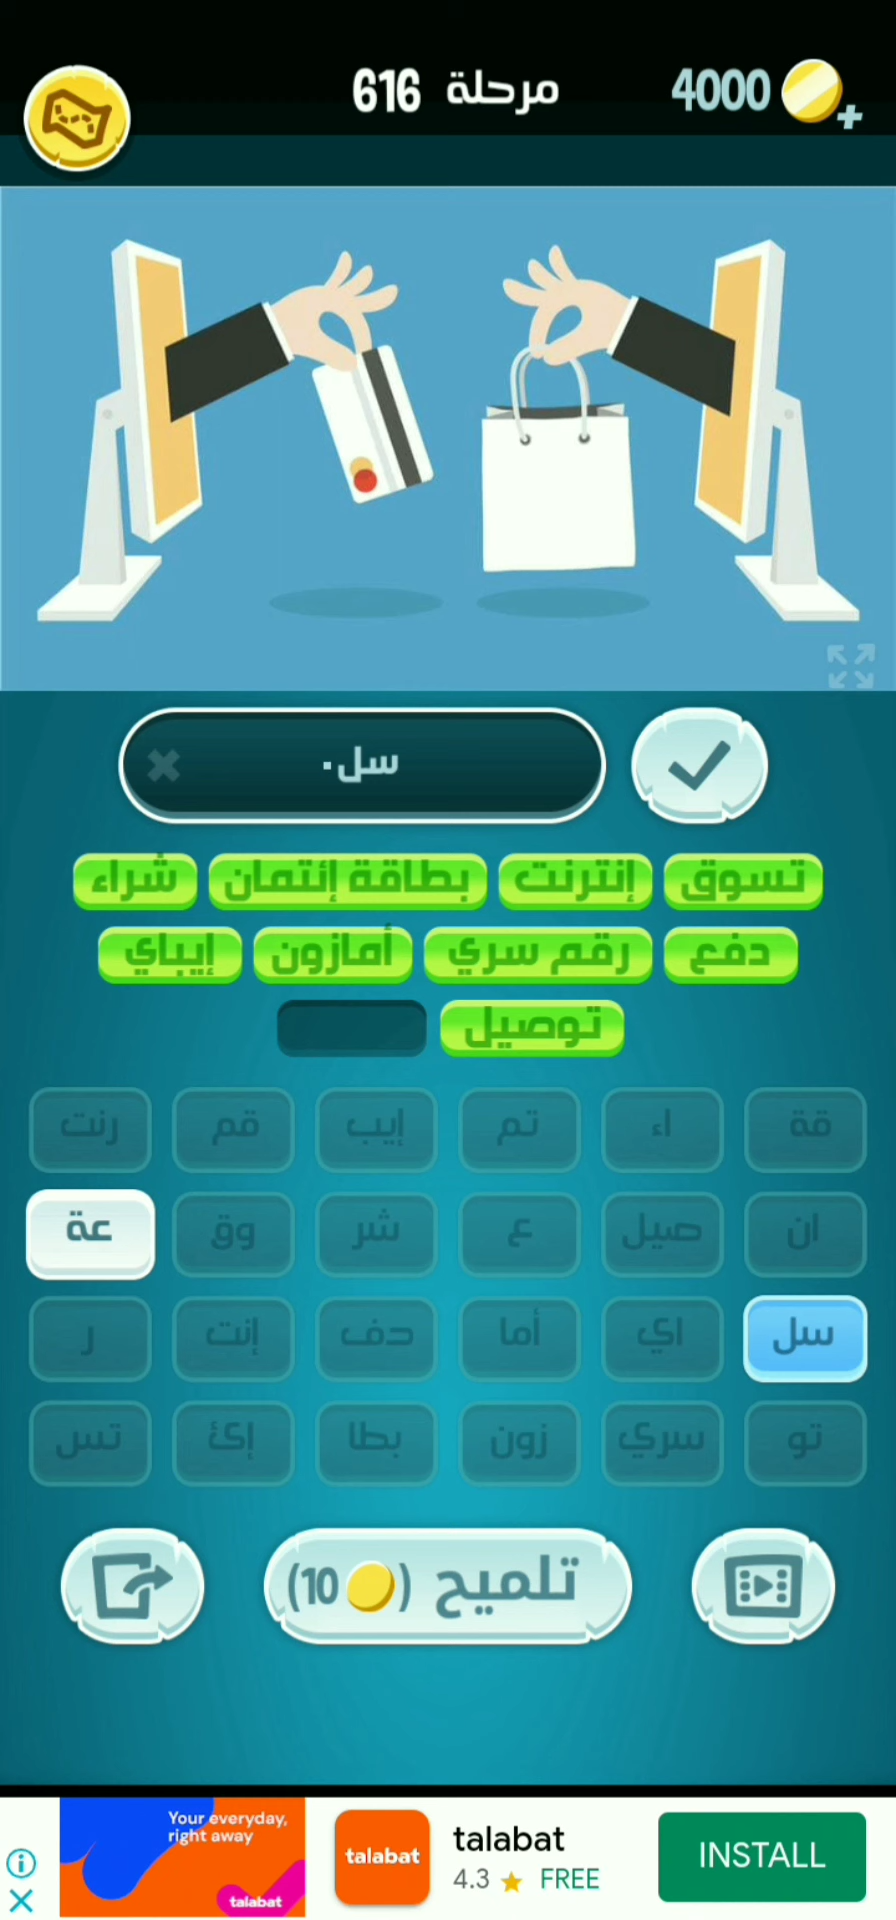 مرحلة 616
4000
سل
تسوق إنترنت بطاقة إئتمان شراء
دفع رقم سري أمازون إيباي
توصيل
قة اء تم إيب قم رنت
ان صيل ع شر وق عة
سل اي أما دف إنت ر
تو سري زون بطا إئ تس
تلميح (10)
Your everyday,
right away
talabat
talabat
talabat
4.3 FREE
INSTALL